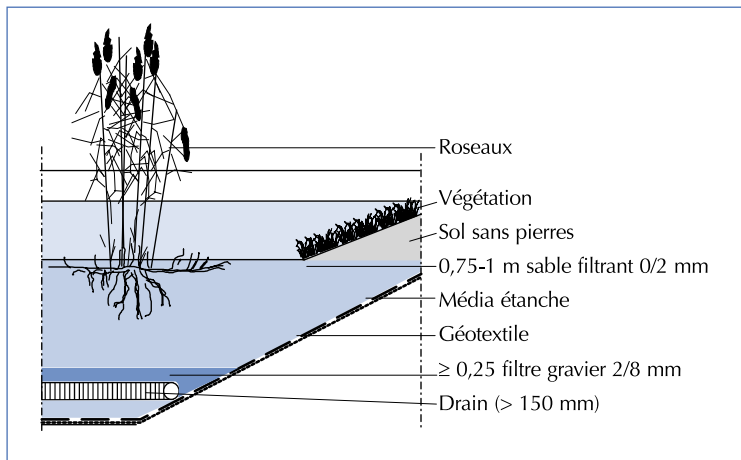 Roseaux
Végétation
Sol sans pierres
0,75-1 m sable filtrant 0/2 mm
Média étanche
Géotextile
≥ 0,25 filtre gravier 2/8 mm
Drain (> 150 mm)